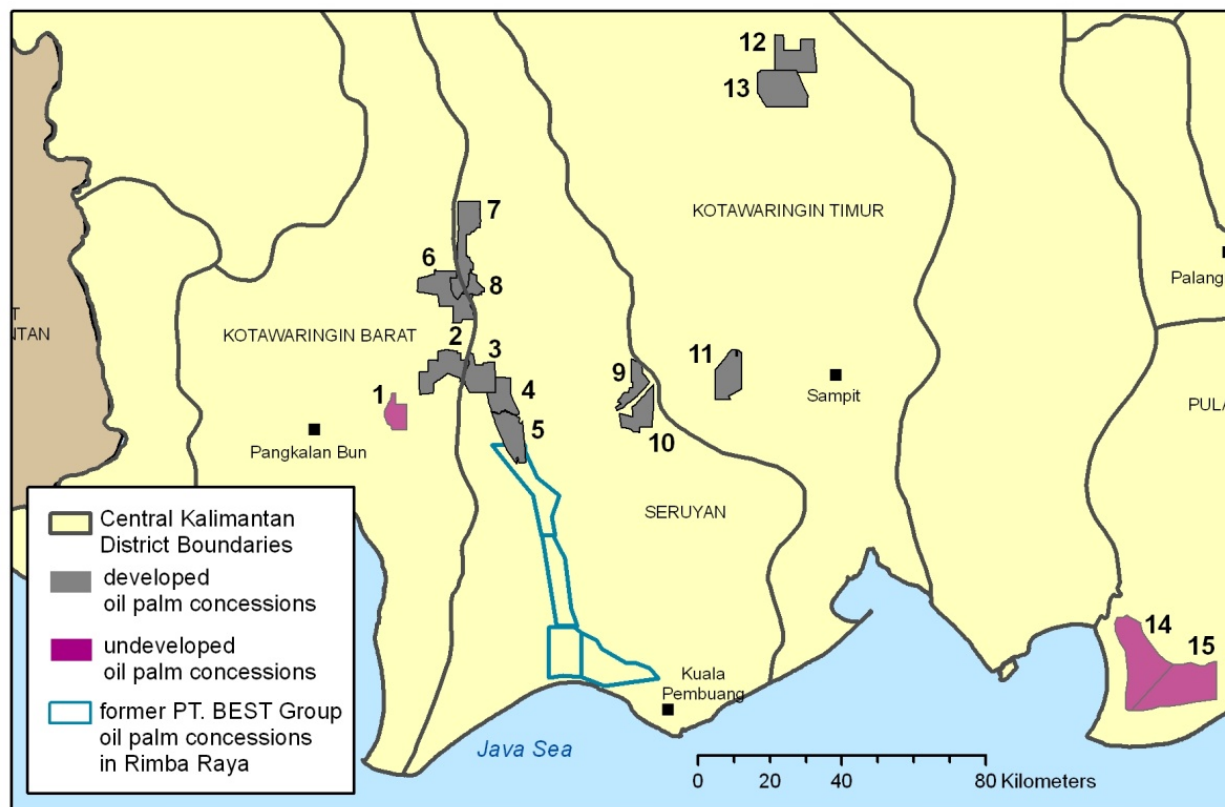 12
13
7
KOTAWARINGIN TIMUR
6
8
Palang
T
NTAN
KOTAWARINGIN BARAT
2
3
9
11
1
4
Sampit
PULA
5
10
Pangkalan Bun
SERUYAN
Central Kalimantan
District Boundaries
developed
oil palm concessions
undeveloped
oil palm concessions
former PT. BEST Group
oil palm concessions
in Rimba Raya
14
15
Kuala
Pembuang
Java Sea
0 20 40 80 Kilometers